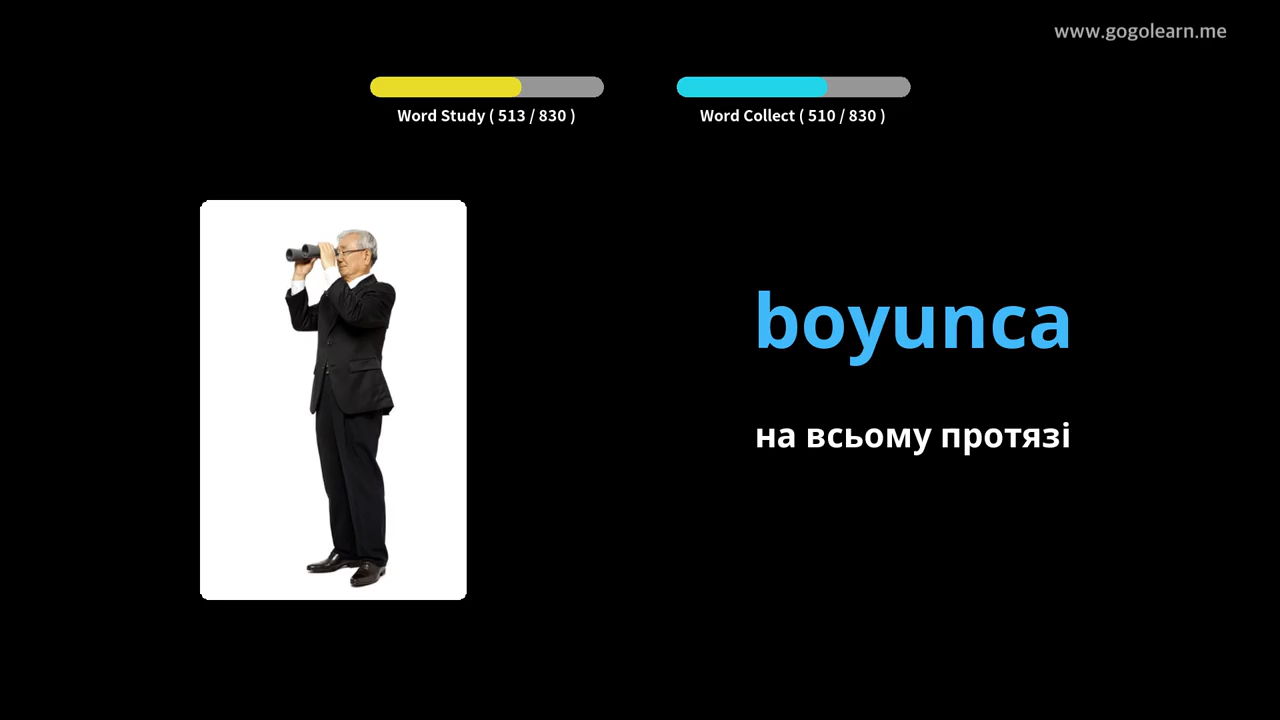 www.gogolearn.me
Word Study ( 513 / 830 )
Word Collect ( 510 / 830 )
boyunca
на всьому протязі